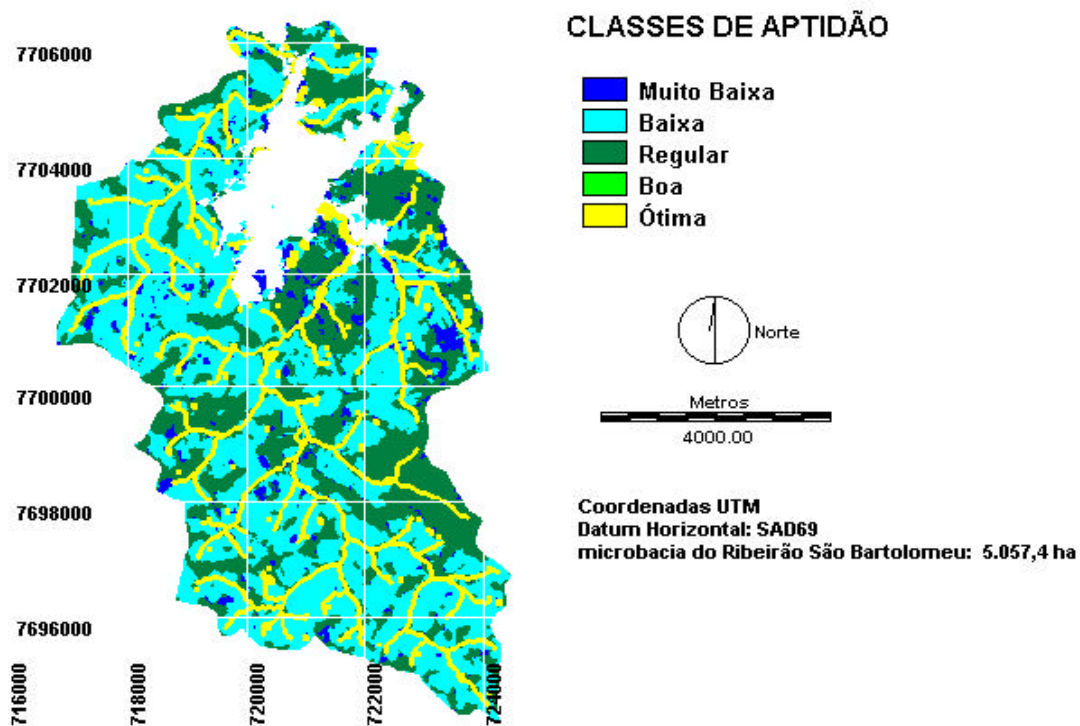 CLASSES DE APTIDÃO
Muito Baixa
Baixa
Regular
Boa
Ótima
7706000
7704000
7702000
7700000
7698000
7696000
716000
718000
720000
722000
724000
Norte
Metros
4000.00
Coordenadas UTM
Datum Horizontal: SAD69
microbacia do Ribeirão São Bartolomeu: 5.057,4 ha